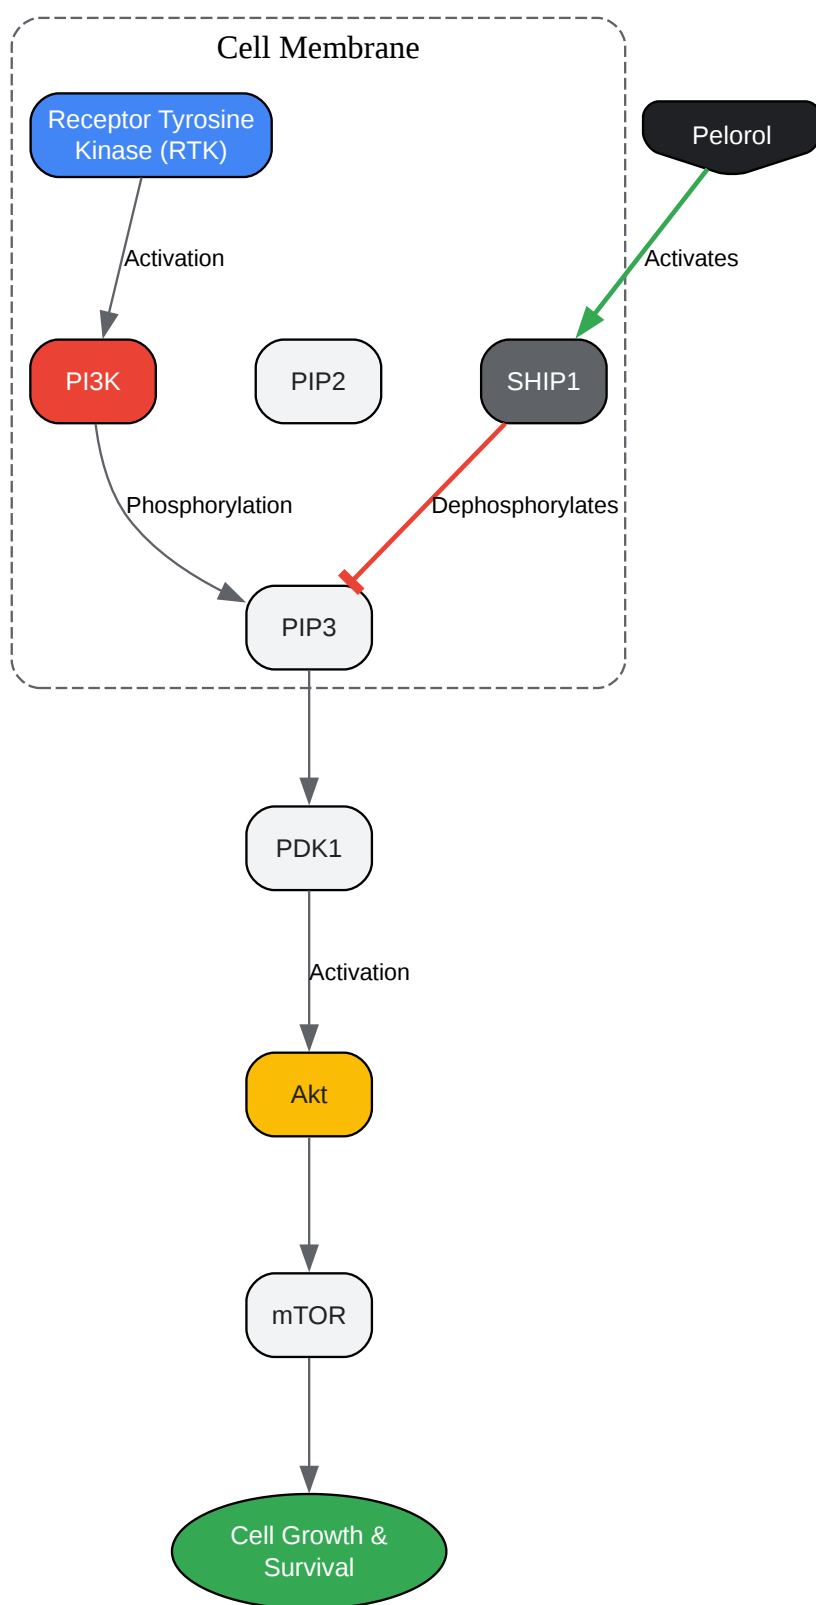 Cell Membrane
Receptor Tyrosine
Kinase (RTK)
Pelorol
Activation
Activates
PI3K
PIP2
SHIP1
Phosphorylation
Dephosphorylates
PIP3
PDK1
Activation
Akt
mTOR
Cell Growth &
Survival